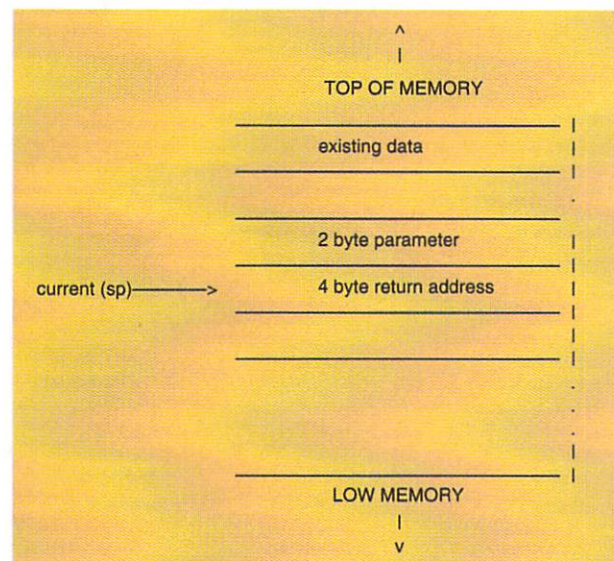 ^
|
TOP OF MEMORY
existing data
2 byte parameter
current (sp)————> 4 byte return address
LOW MEMORY
|
v